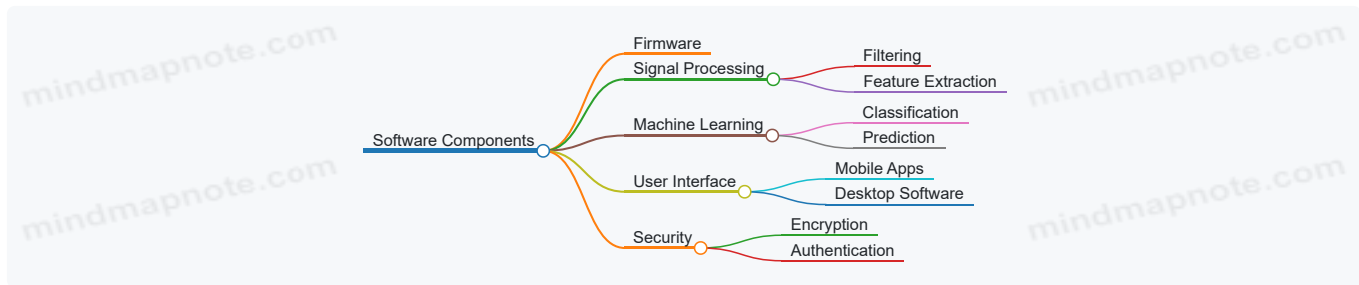 mindmapnote.com
mindmapnote.com
Firmware
Signal Processing
Filtering
Feature Extraction
Machine Learning
Classification
Prediction
Software Components
User Interface
Mobile Apps
Desktop Software
Security
Encryption
Authentication
mindmapnote.com
mindmapnote.com